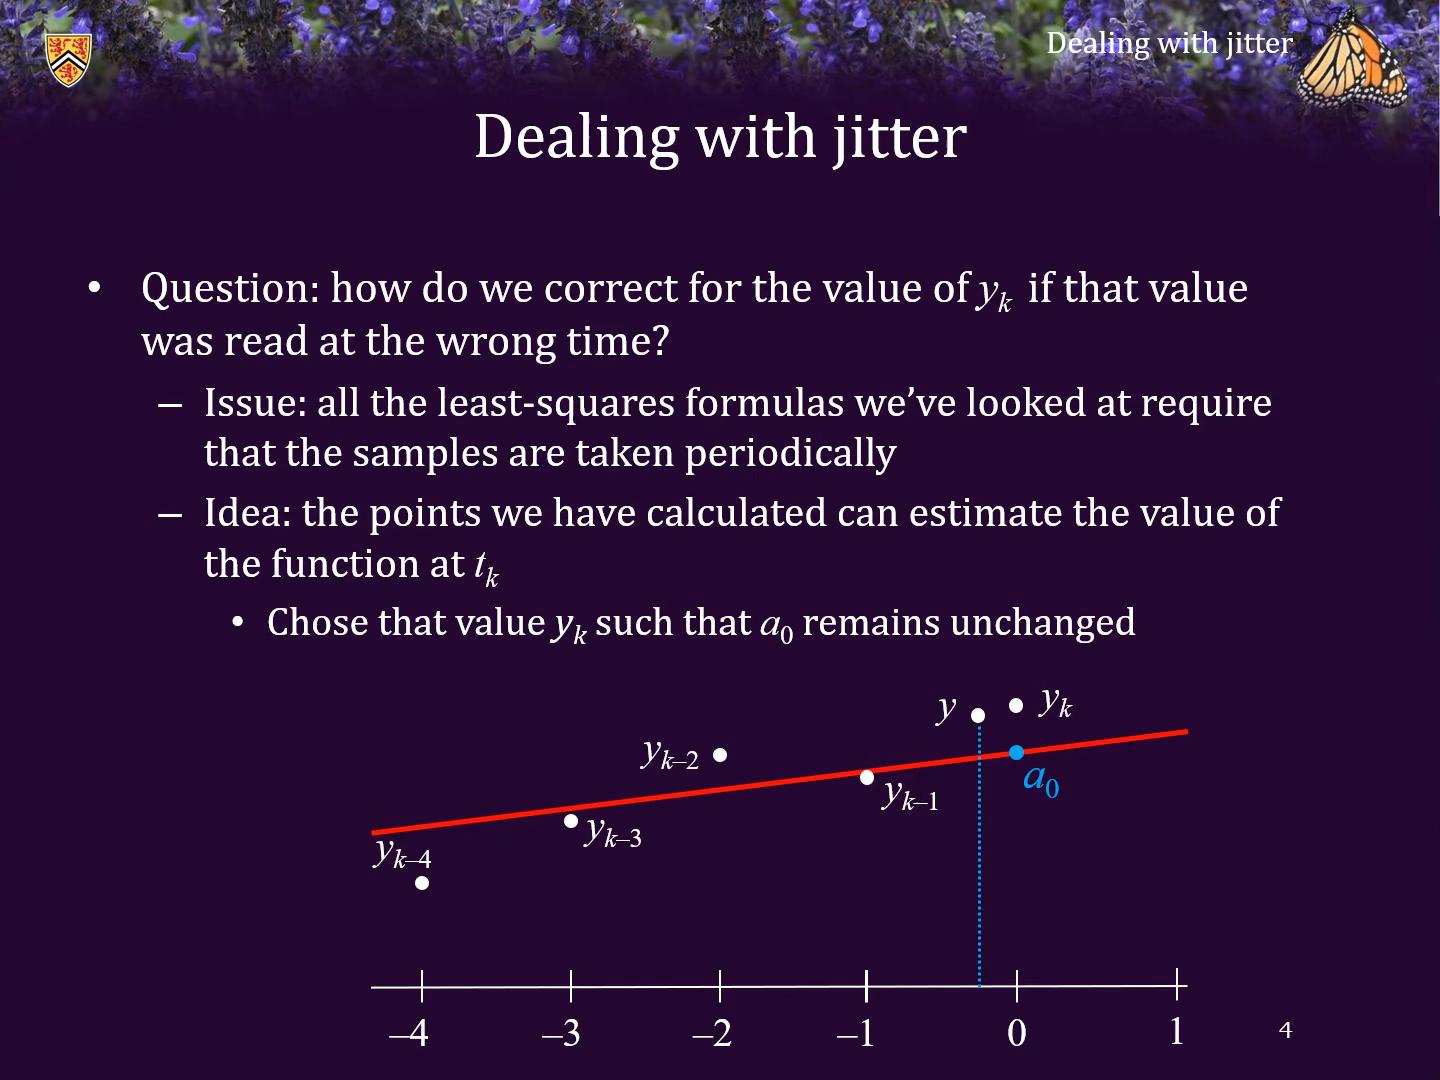 Dealing with jitter
Dealing with jitter
• Question: how do we correct for the value of yₖ if that value
was read at the wrong time?
– Issue: all the least-squares formulas we’ve looked at require
that the samples are taken periodically
– Idea: the points we have calculated can estimate the value of
the function at tₖ
• Chose that value yₖ such that a₀ remains unchanged
y yₖ
yₖ₋₂
a₀
yₖ₋₁
yₖ₋₃
yₖ₋₄
–4 –3 –2 –1 0 1
4